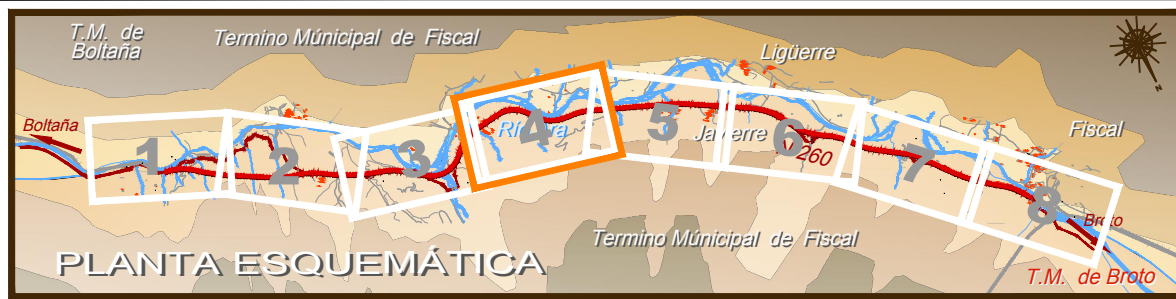 T.M. de
Boltaña
Termino Múnicipal de Fiscal
Ligüerre
Boltaña
Fiscal
1
2
3
4
5
6
7
8
260
Broto
Termino Múnicipal de Fiscal
PLANTA ESQUEMÁTICA
T.M. de Broto
N